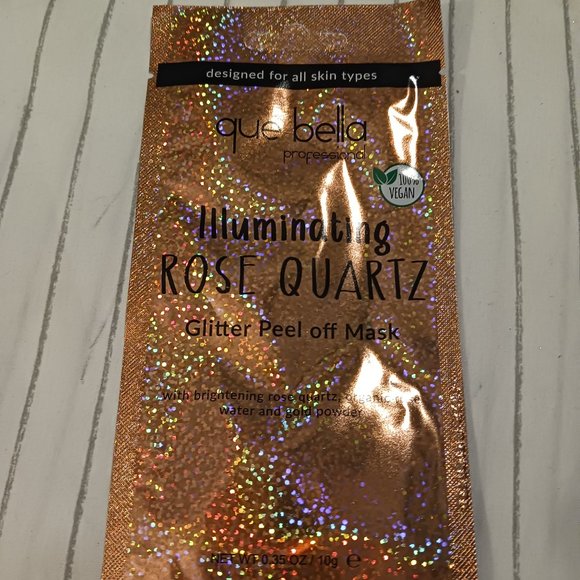 designed for all skin types
que bella
professional
100%
VEGAN
Illuminating
ROSE QUARTZ
Glitter Peel off Mask
with brightening rose quartz, organic rose
water and gold powder
NET WT 0.35 OZ / 10g e